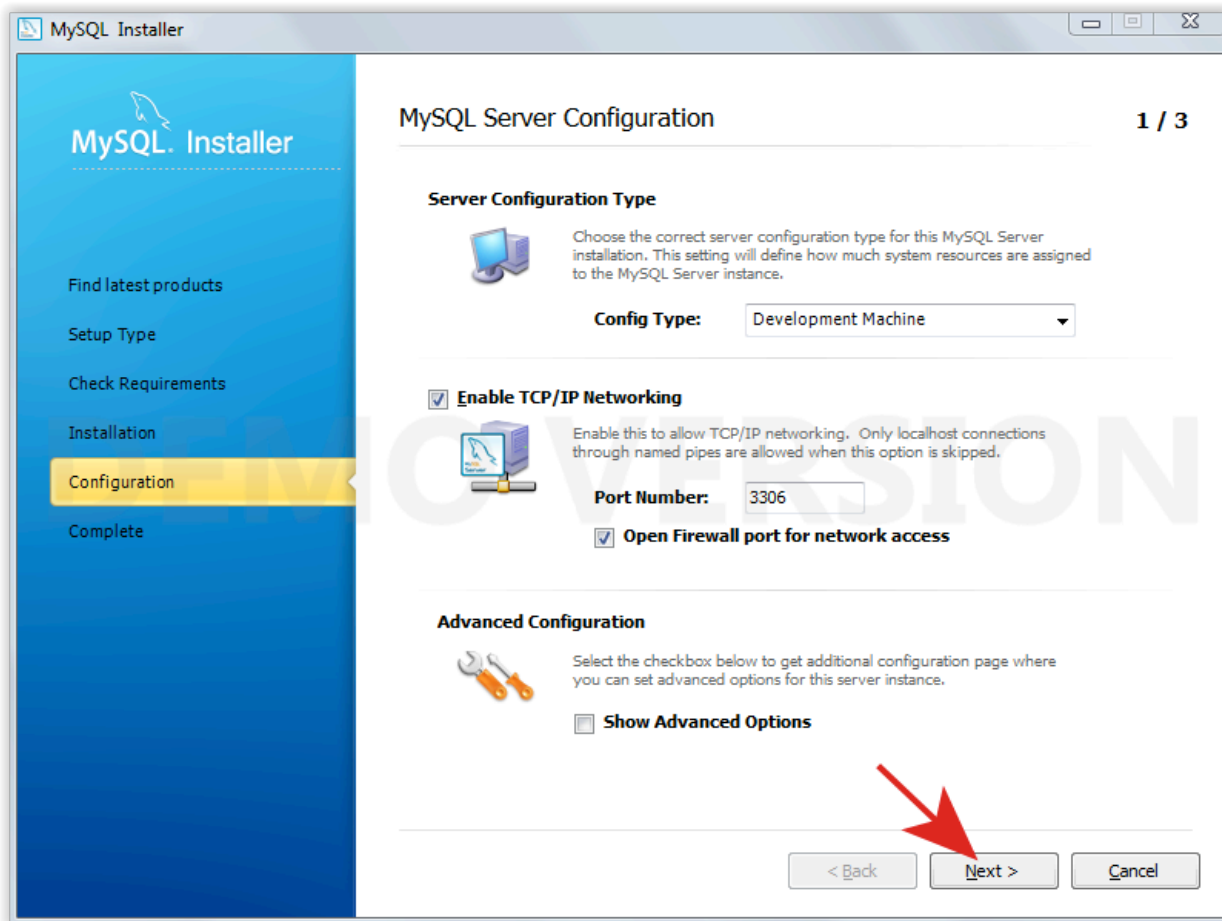 MySQL Installer
MySQL. Installer
Find latest products
Setup Type
Check Requirements
Installation
Configuration
Complete
MySQL Server Configuration
1 / 3
Server Configuration Type
Choose the correct server configuration type for this MySQL Server
installation. This setting will define how much system resources are assigned
to the MySQL Server instance.
Config Type:
Development Machine
Enable TCP/IP Networking
Enable this to allow TCP/IP networking. Only localhost connections
through named pipes are allowed when this option is skipped.
Port Number:
3306
Open Firewall port for network access
Advanced Configuration
Select the checkbox below to get additional configuration page where
you can set advanced options for this server instance.
Show Advanced Options
< Back
Next >
Cancel
DEMO VERSION